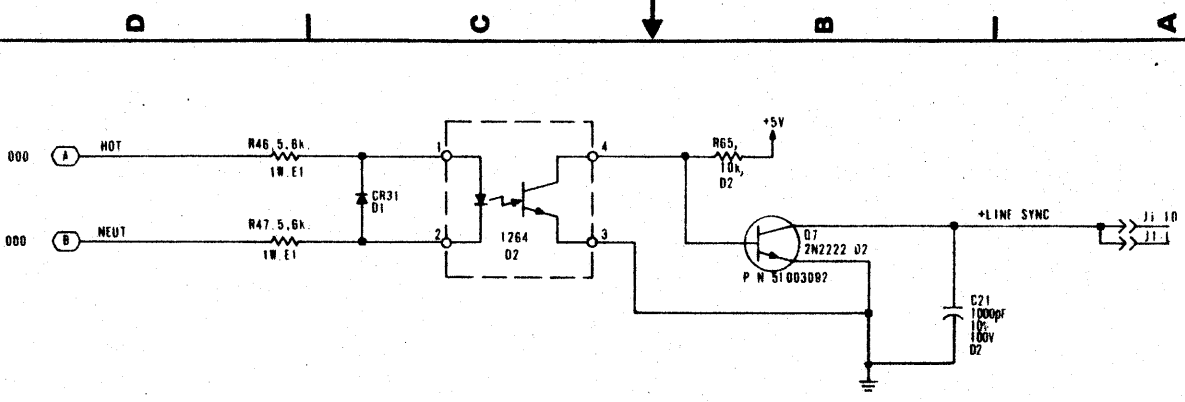 D C B A
+5V
000 A HOT
R46, 5.6k.
1W. E1
1 4
R65,
10k,
D2
CR31
D1
000 B NEUT
R47, 5.6k.
1W. E1
2 3
1264
D2
Q7
2N2222 D2
P N 51003092
+LINE SYNC
J1 10
C21
1000pF
10%
100V
D2